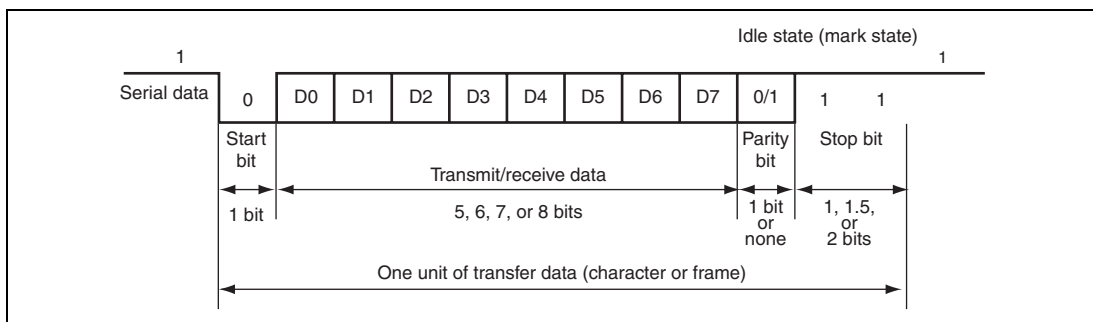 Idle state (mark state)
1 1
Serial data 0 D0 D1 D2 D3 D4 D5 D6 D7 0/1 1 1
Start
bit
Parity
bit
Stop bit
Transmit/receive data
1 bit
5, 6, 7, or 8 bits
1 bit
or
none
1, 1.5,
or
2 bits
One unit of transfer data (character or frame)